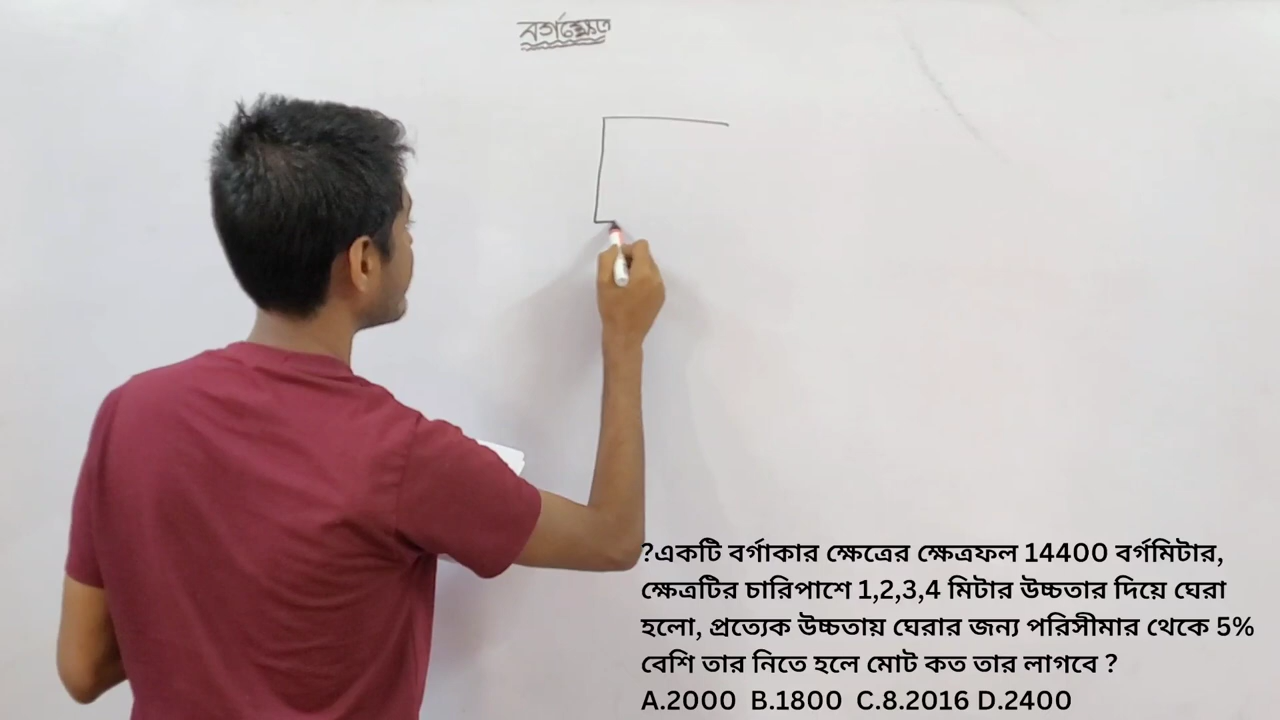 বর্গক্ষেত্র
?একটি বর্গাকার ক্ষেত্রের ক্ষেত্রফল 14400 বর্গমিটার,
ক্ষেত্রটির চারিপাশে 1,2,3,4 মিটার উচ্চতার দিয়ে ঘেরা
হলো, প্রত্যেক উচ্চতায় ঘেরার জন্য পরিসীমার থেকে 5%
বেশি তার নিতে হলে মোট কত তার লাগবে ?
A.2000 B.1800 C.8.2016 D.2400